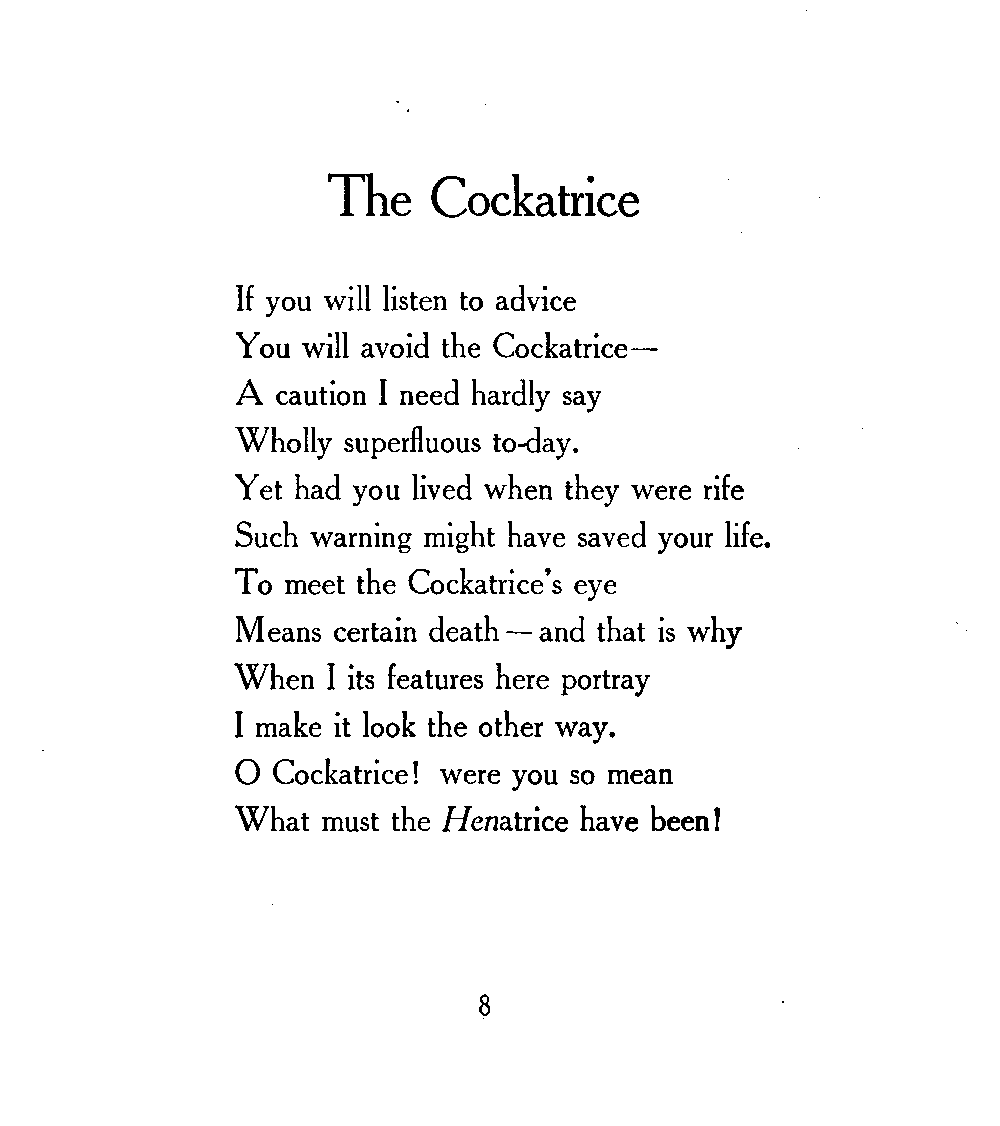 The Cockatrice
If you will listen to advice
You will avoid the Cockatrice—
A caution I need hardly say
Wholly superfluous to-day.
Yet had you lived when they were rife
Such warning might have saved your life.
To meet the Cockatrice's eye
Means certain death — and that is why
When I its features here portray
I make it look the other way.
O Cockatrice! were you so mean
What must the Henatrice have been!
8